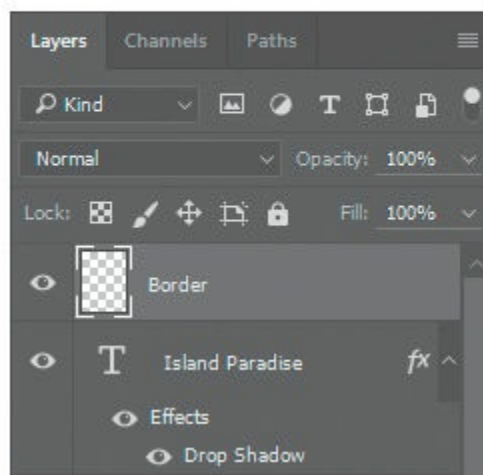 Layers Channels Paths
Kind T
Normal Opacity: 100%
Lock: Fill: 100%
Border
T Island Paradise fx
Effects
Drop Shadow